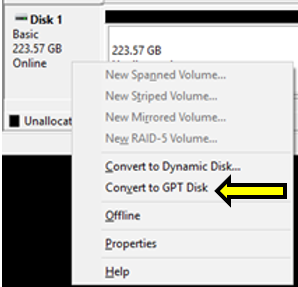 Disk 1
Basic
223.57 GB
Online
223.57 GB
Unallocat
New Spanned Volume...
New Striped Volume...
New Mirrored Volume...
New RAID-5 Volume...
Convert to Dynamic Disk...
Convert to GPT Disk
Offline
Properties
Help